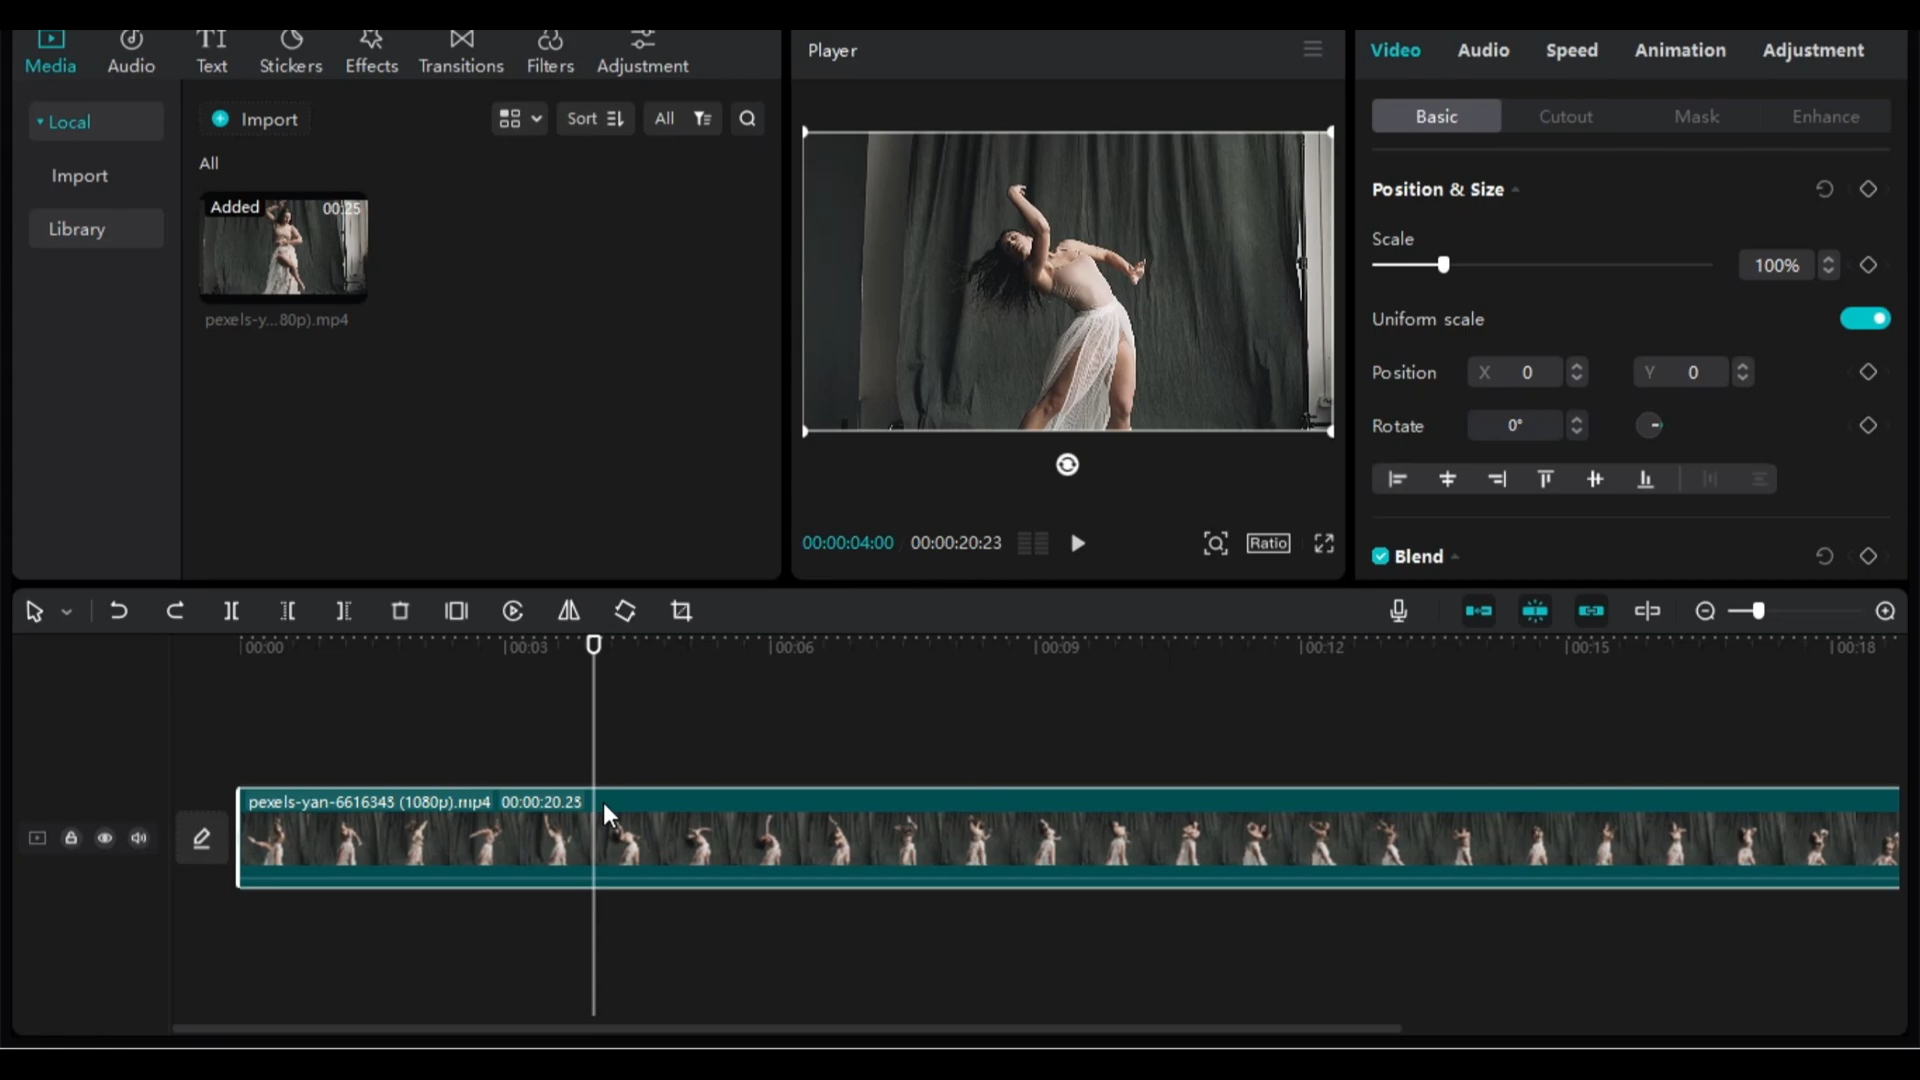 Media Audio Text Stickers Effects Transitions Filters Adjustment
Local
Import
Library
Import
Sort
All
All
Added 00:25
pexels-y...80p).mp4
Player
00:00:04:00 00:00:20:23
Ratio
Video Audio Speed Animation Adjustment
Basic Cutout Mask Enhance
Position & Size
Scale
100%
Uniform scale
Position X 0 Y 0
Rotate 0°
Blend
00:00 00:03 00:06 00:09 00:12 00:15 00:18
pexels-yan-6616343 (1080p).mp4 00:00:20:23